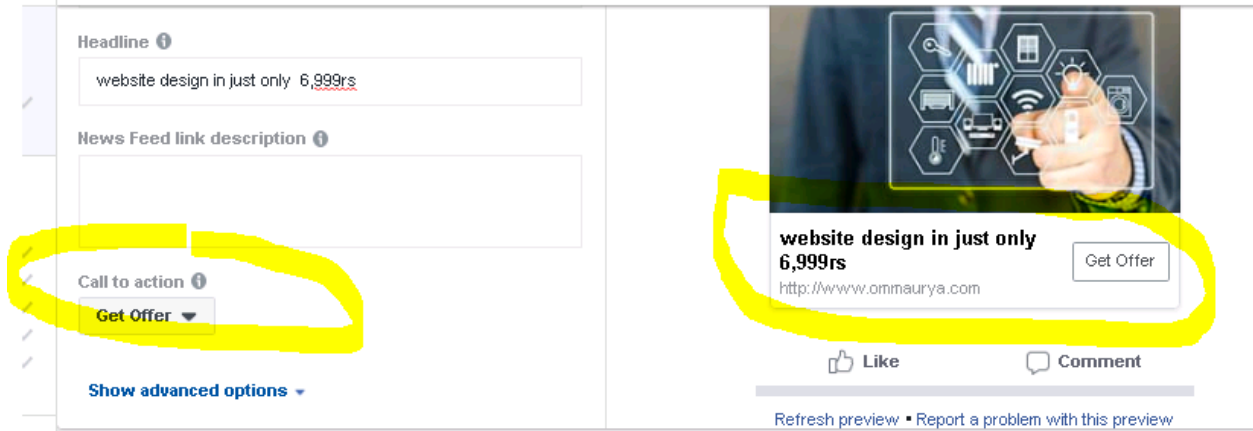 Headline
website design in just only 6,999rs
News Feed link description
Call to action
Get Offer
Show advanced options
website design in just only
6,999rs
Get Offer
http://www.ommaurya.com
Like
Comment
Refresh preview ▪ Report a problem with this preview